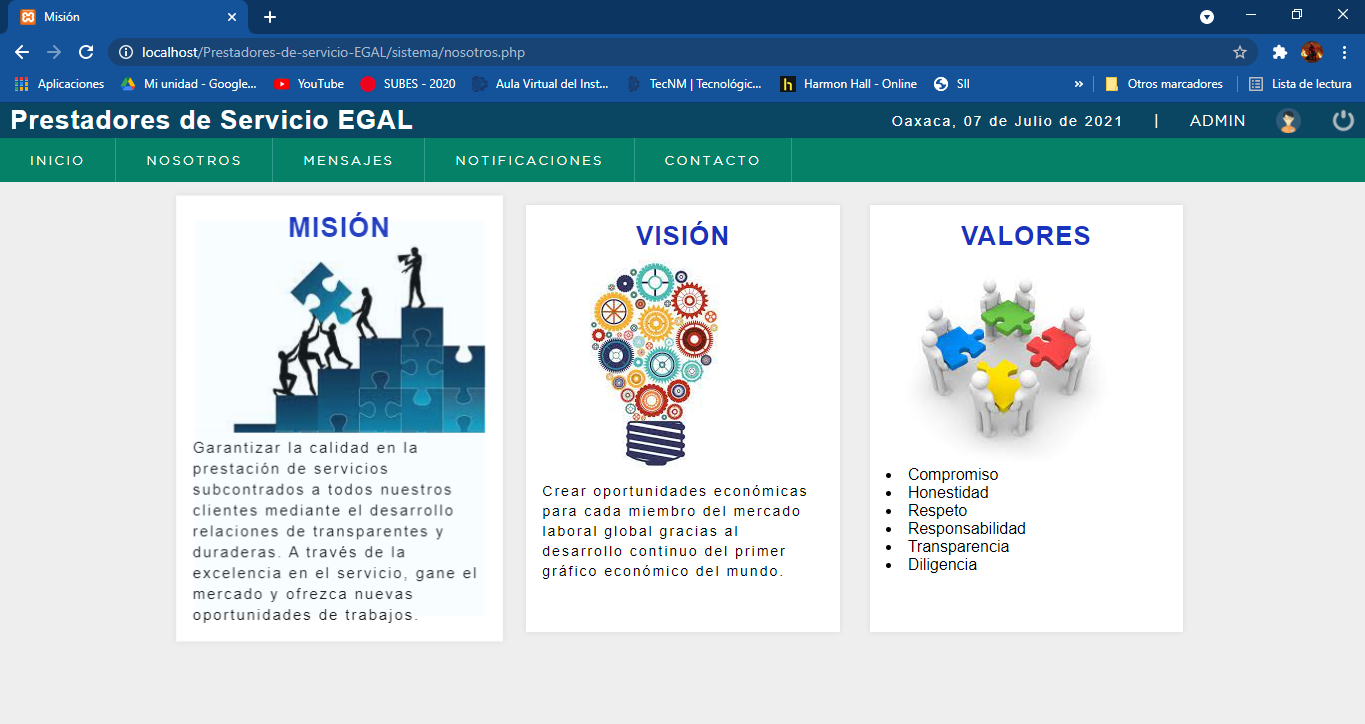 Misión
localhost/Prestadores-de-servicio-EGAL/sistema/nosotros.php
Aplicaciones Mi unidad - Google... YouTube SUBES - 2020 Aula Virtual del Inst... TecNM | Tecnológic... h Harmon Hall - Online SII » Otros marcadores Lista de lectura
Prestadores de Servicio EGAL Oaxaca, 07 de Julio de 2021 | ADMIN
INICIO NOSOTROS MENSAJES NOTIFICACIONES CONTACTO
MISIÓN
Garantizar la calidad en la
prestación de servicios
subcontrados a todos nuestros
clientes mediante el desarrollo
relaciones de transparentes y
duraderas. A través de la
excelencia en el servicio, gane el
mercado y ofrezca nuevas
oportunidades de trabajos.
VISIÓN
Crear oportunidades económicas
para cada miembro del mercado
laboral global gracias al
desarrollo continuo del primer
gráfico económico del mundo.
VALORES
• Compromiso
• Honestidad
• Respeto
• Responsabilidad
• Transparencia
• Diligencia